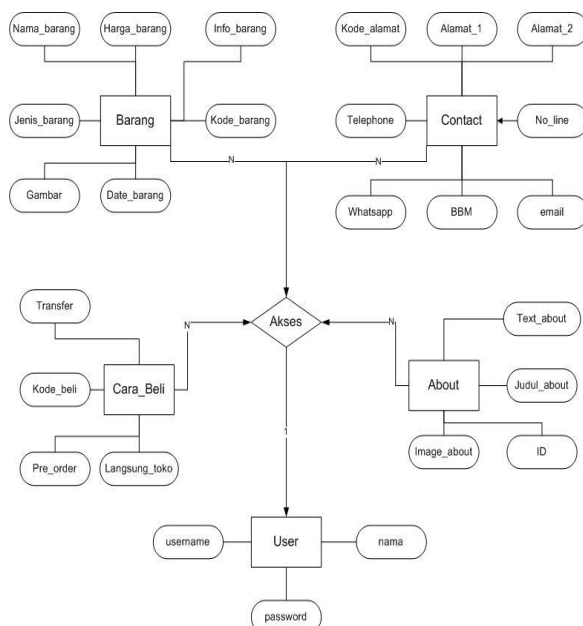 Nama_barang
Harga_barang
Info_barang
Kode_alamat
Alamat_1
Alamat_2
Jenis_barang
Barang
Kode_barang
Telephone
Contact
No_line
N
N
Gambar
Date_barang
Whatsapp
BBM
email
Transfer
N
Akses
N
Text_about
Kode_beli
Cara_Beli
About
Judul_about
Pre_order
Langsung_toko
Image_about
ID
1
username
User
nama
password